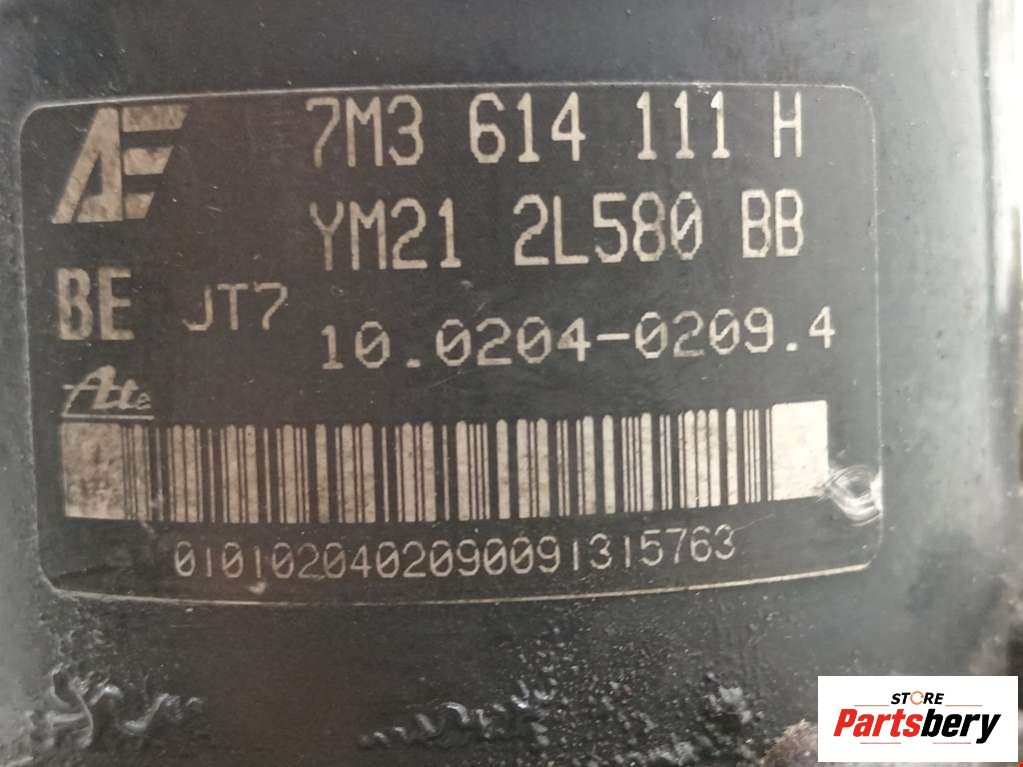 AE 7M3 614 111 H
YM21 2L580 BB
BE JT7
10.0204-0209.4
Ate
0101020402090091315763
STORE
Partsbery